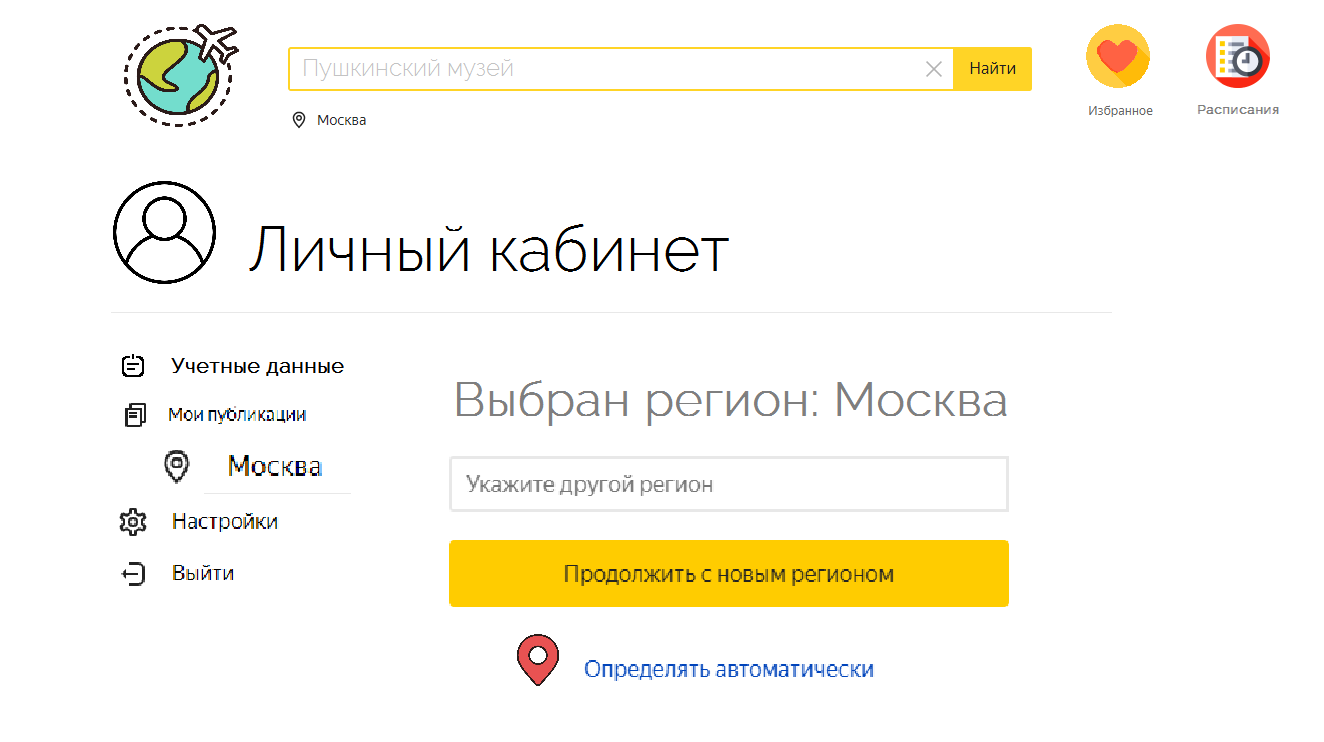 Пушкинский музей
Найти
Москва
Избранное
Расписания
Личный кабинет
Учетные данные
Мои публикации
Москва
Настройки
Выйти
Выбран регион: Москва
Укажите другой регион
Продолжить с новым регионом
Определять автоматически